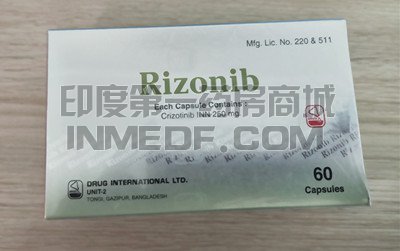 Mfg. Lic. No. 220 & 511
Rizonib
Each Capsule Contains:
Crizotinib INN 250 mg
印度第一药房商城
INMEDF.COM
DRUG INTERNATIONAL LTD.
UNIT-2
TONGI, GAZIPUR, BANGLADESH
60
Capsules